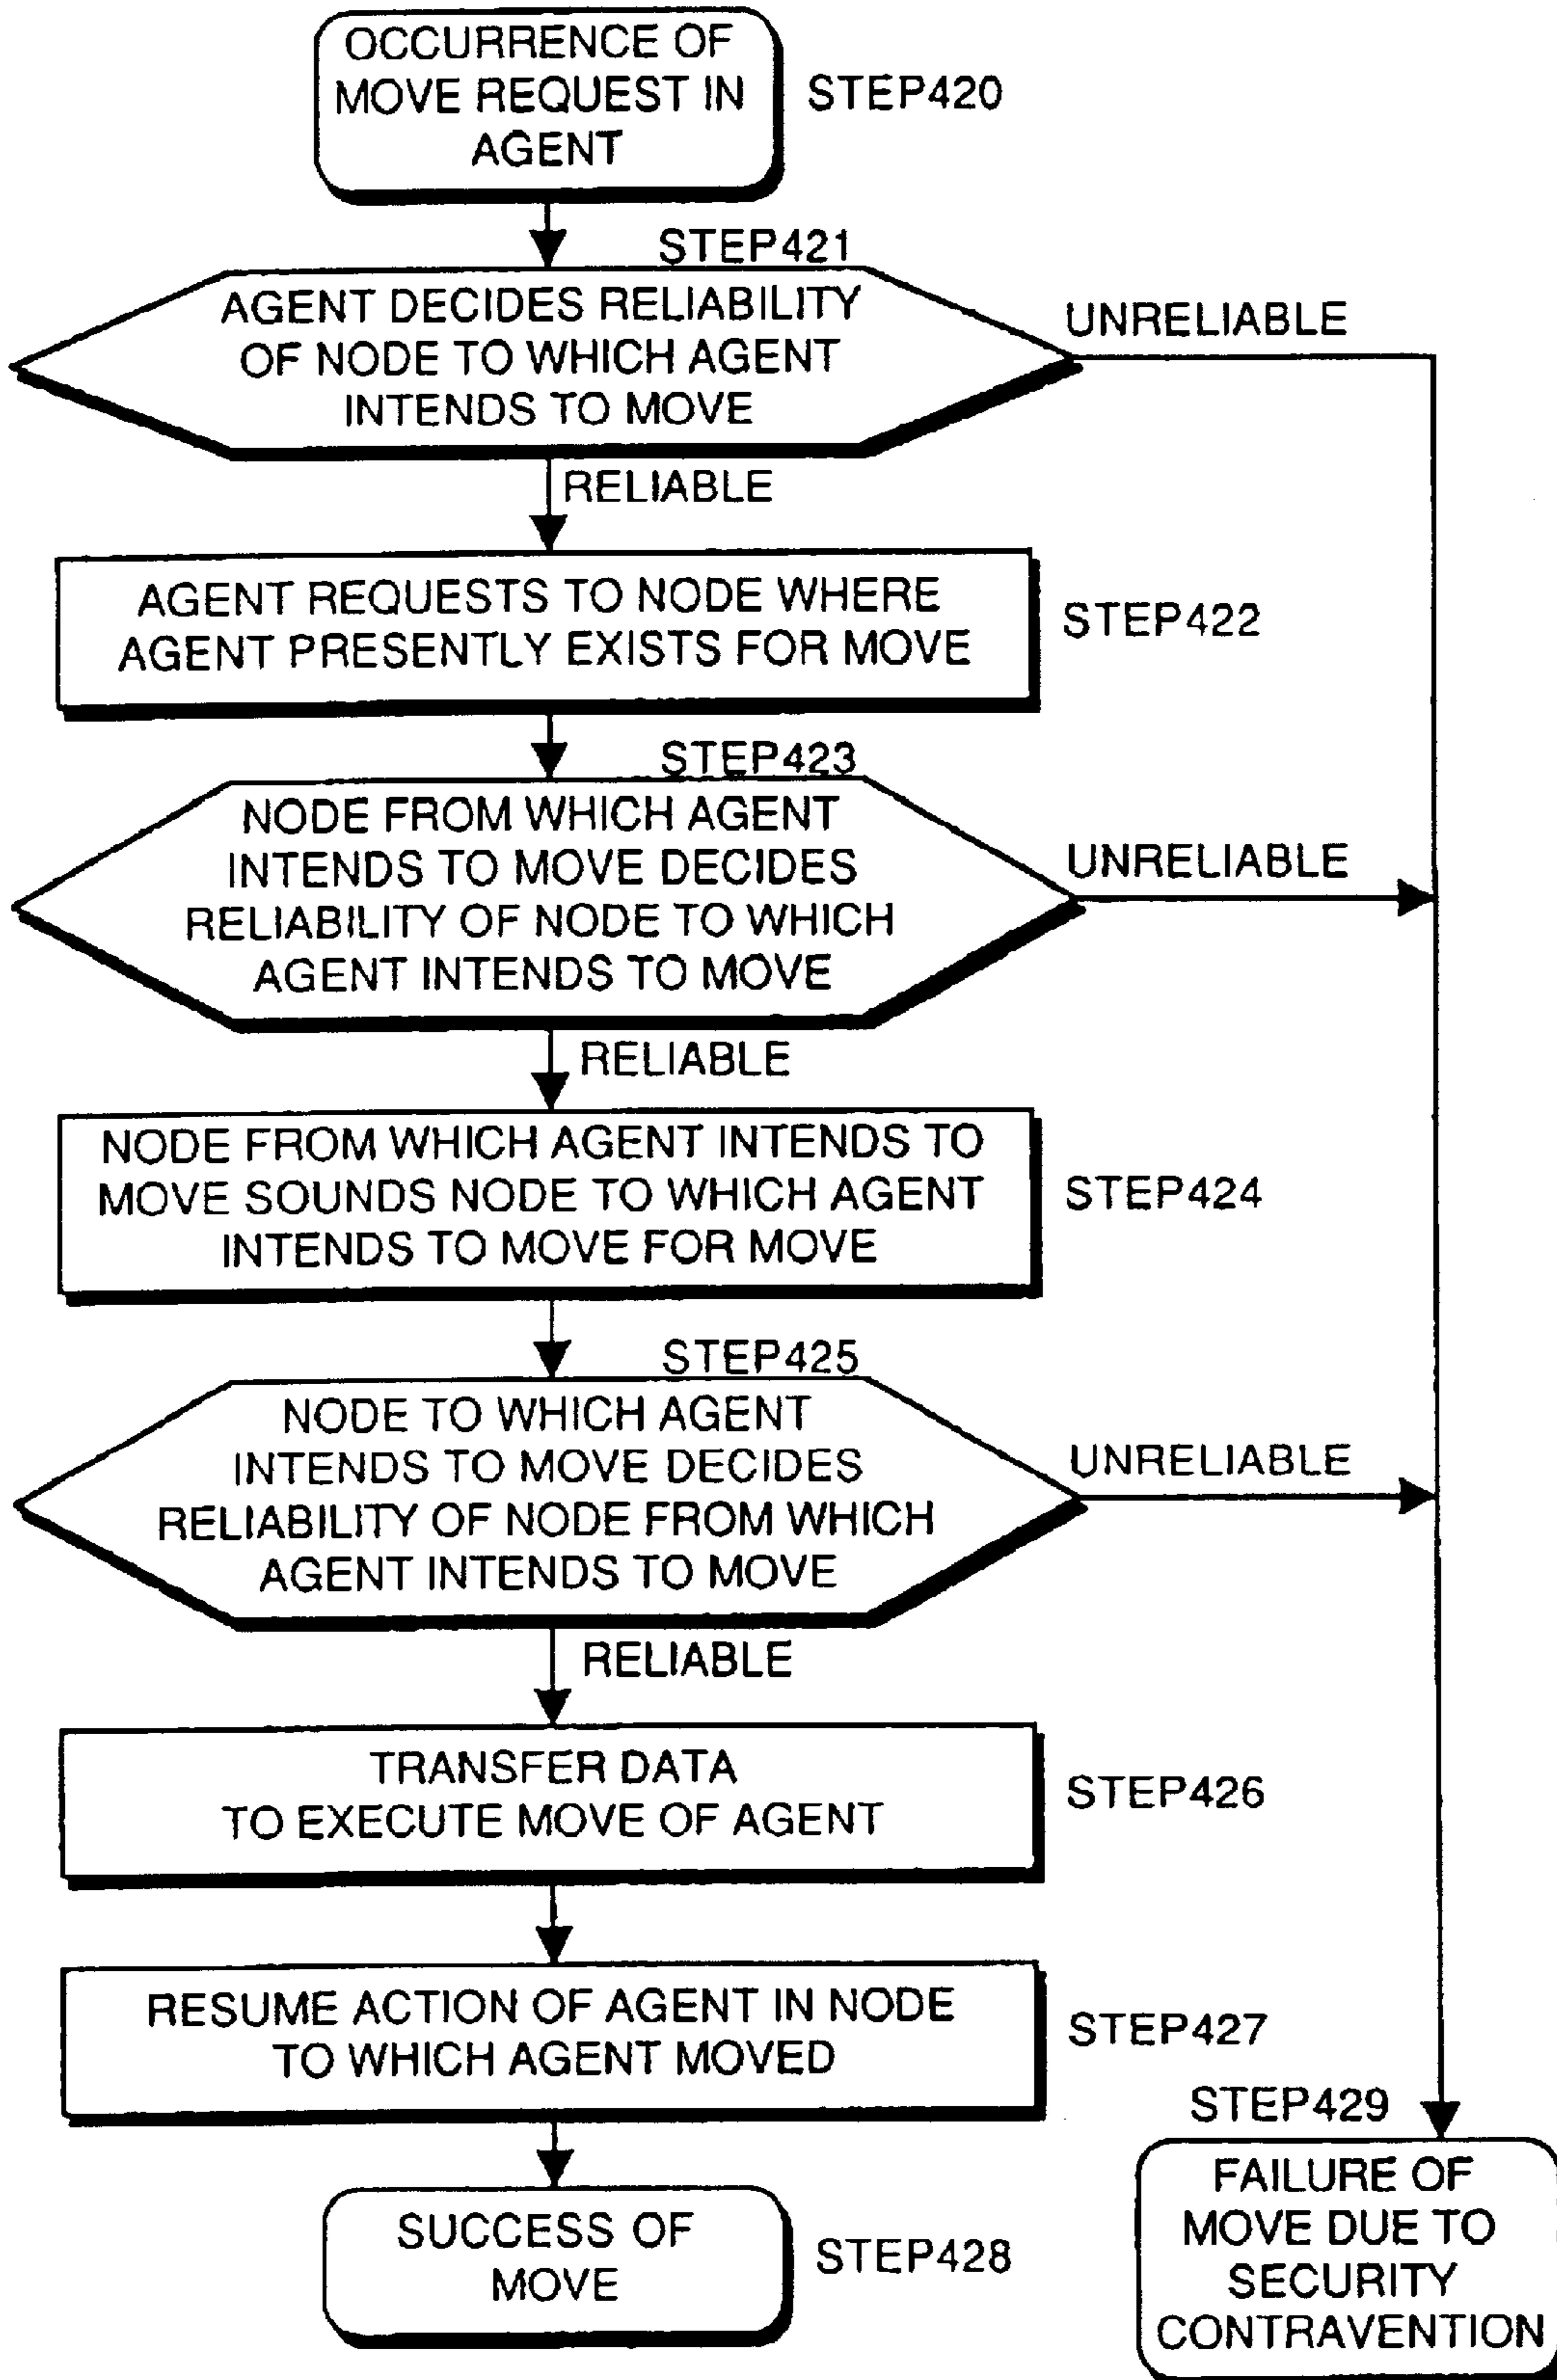 OCCURRENCE OF
MOVE REQUEST IN
AGENT
STEP420
STEP421
AGENT DECIDES RELIABILITY
OF NODE TO WHICH AGENT
INTENDS TO MOVE
UNRELIABLE
RELIABLE
AGENT REQUESTS TO NODE WHERE
AGENT PRESENTLY EXISTS FOR MOVE
STEP422
STEP423
NODE FROM WHICH AGENT
INTENDS TO MOVE DECIDES
RELIABILITY OF NODE TO WHICH
AGENT INTENDS TO MOVE
UNRELIABLE
RELIABLE
NODE FROM WHICH AGENT INTENDS TO
MOVE SOUNDS NODE TO WHICH AGENT
INTENDS TO MOVE FOR MOVE
STEP424
STEP425
NODE TO WHICH AGENT
INTENDS TO MOVE DECIDES
RELIABILITY OF NODE FROM WHICH
AGENT INTENDS TO MOVE
UNRELIABLE
RELIABLE
TRANSFER DATA
TO EXECUTE MOVE OF AGENT
STEP426
RESUME ACTION OF AGENT IN NODE
TO WHICH AGENT MOVED
STEP427
SUCCESS OF
MOVE
STEP428
STEP429
FAILURE OF
MOVE DUE TO
SECURITY
CONTRAVENTION